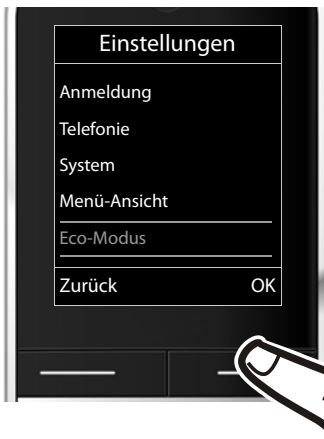 Einstellungen
Anmeldung
Telefonie
System
Menü-Ansicht
Eco-Modus
Zurück OK